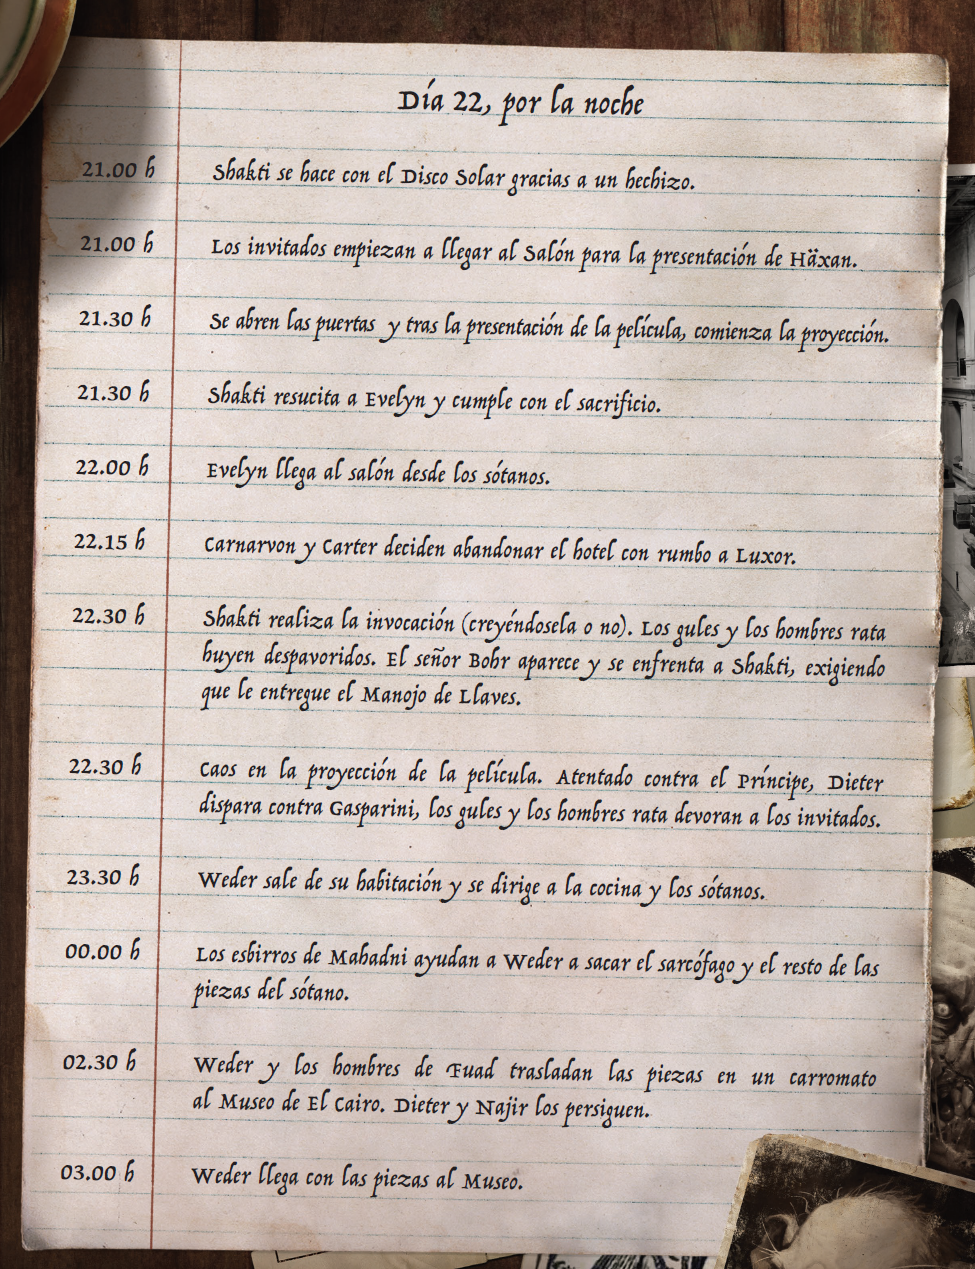 Día 22, por la noche
21.00 h Shakti se hace con el Disco Solar gracias a un hechizo.
21.00 h Los invitados empiezan a llegar al Salón para la presentación de Häxan.
21.30 h Se abren las puertas y tras la presentación de la película, comienza la proyección.
21.30 h Shakti resucita a Evelyn y cumple con el sacrificio.
22.00 h Evelyn llega al salón desde los sótanos.
22.15 h Carnarvon y Carter deciden abandonar el hotel con rumbo a Luxor.
22.30 h Shakti realiza la invocación (creyéndosela o no). Los gules y los hombres rata
huyen despavoridos. El señor Bohr aparece y se enfrenta a Shakti, exigiendo
que le entregue el Manojo de Llaves.
22.30 h Caos en la proyección de la película. Atentado contra el Príncipe, Dieter
dispara contra Gasparini, los gules y los hombres rata devoran a los invitados.
23.30 h Weder sale de su habitación y se dirige a la cocina y los sótanos.
00.00 h Los esbirros de Mahadni ayudan a Weder a sacar el sarcófago y el resto de las
piezas del sótano.
02.30 h Weder y los hombres de Fuad trasladan las piezas en un carromato
al Museo de El Cairo. Dieter y Najir los persiguen.
03.00 h Weder llega con las piezas al Museo.